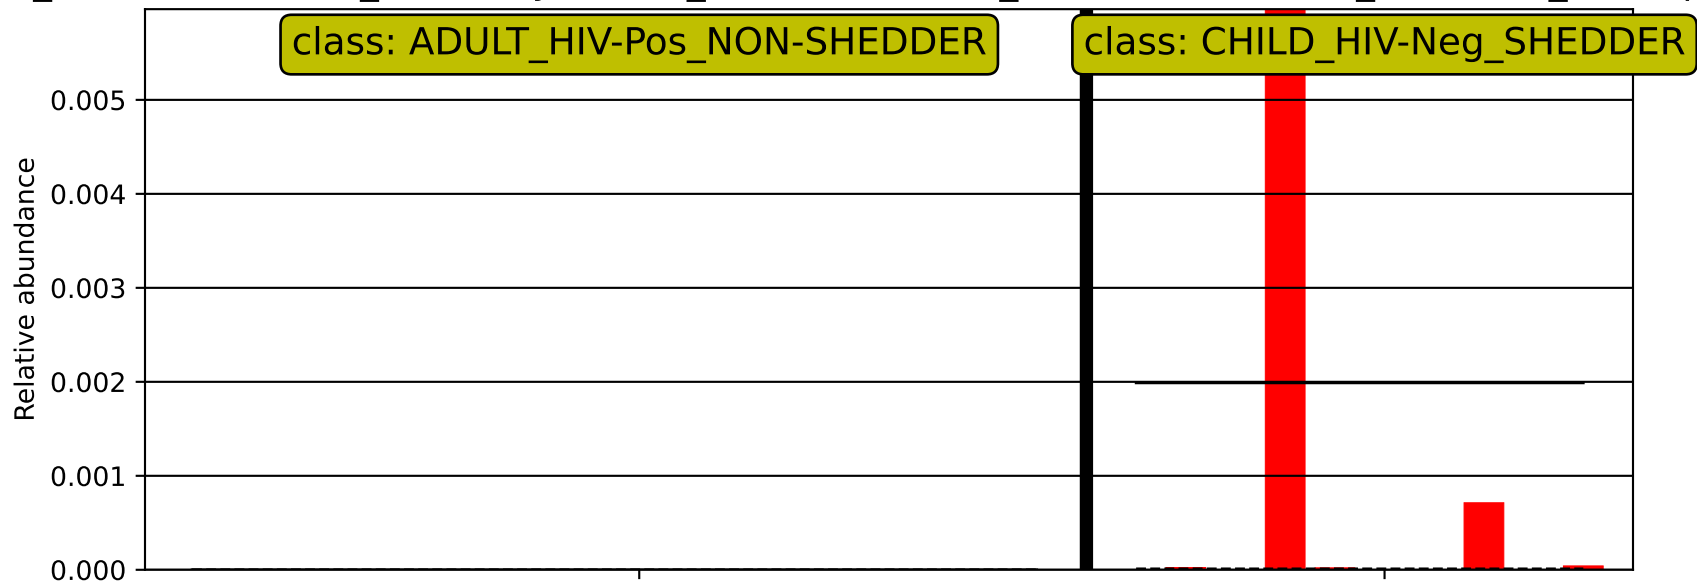 class: ADULT_HIV-Pos_NON-SHEDDER
class: CHILD_HIV-Neg_SHEDDER
0.005
0.004
0.003
0.002
0.001
0.000
Relative abundance